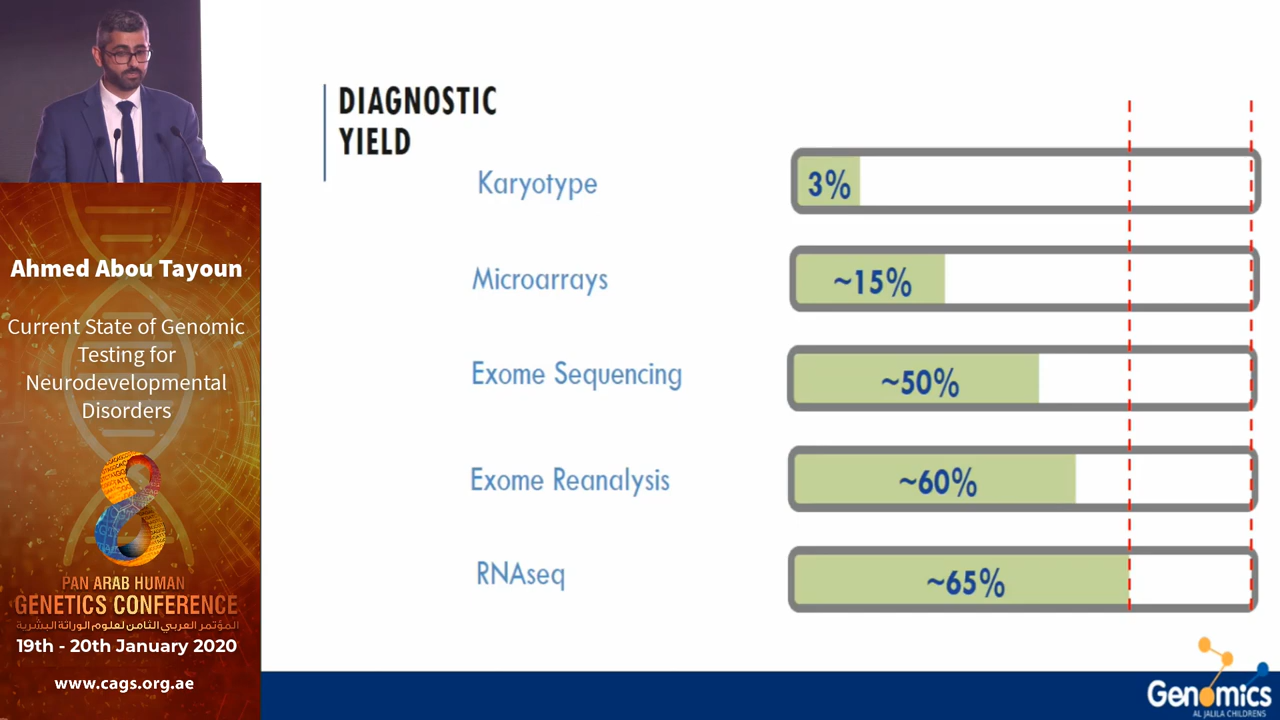 Ahmed Abou Tayoun
Current State of Genomic
Testing for
Neurodevelopmental
Disorders
PAN ARAB HUMAN
GENETICS CONFERENCE
المؤتمر العربي الثامن لعلوم الوراثة البشرية
19th - 20th January 2020
www.cags.org.ae
DIAGNOSTIC
YIELD
Karyotype
3%
Microarrays
~15%
Exome Sequencing
~50%
Exome Reanalysis
~60%
RNAseq
~65%
Genomics
AL JALILA CHILDRENS